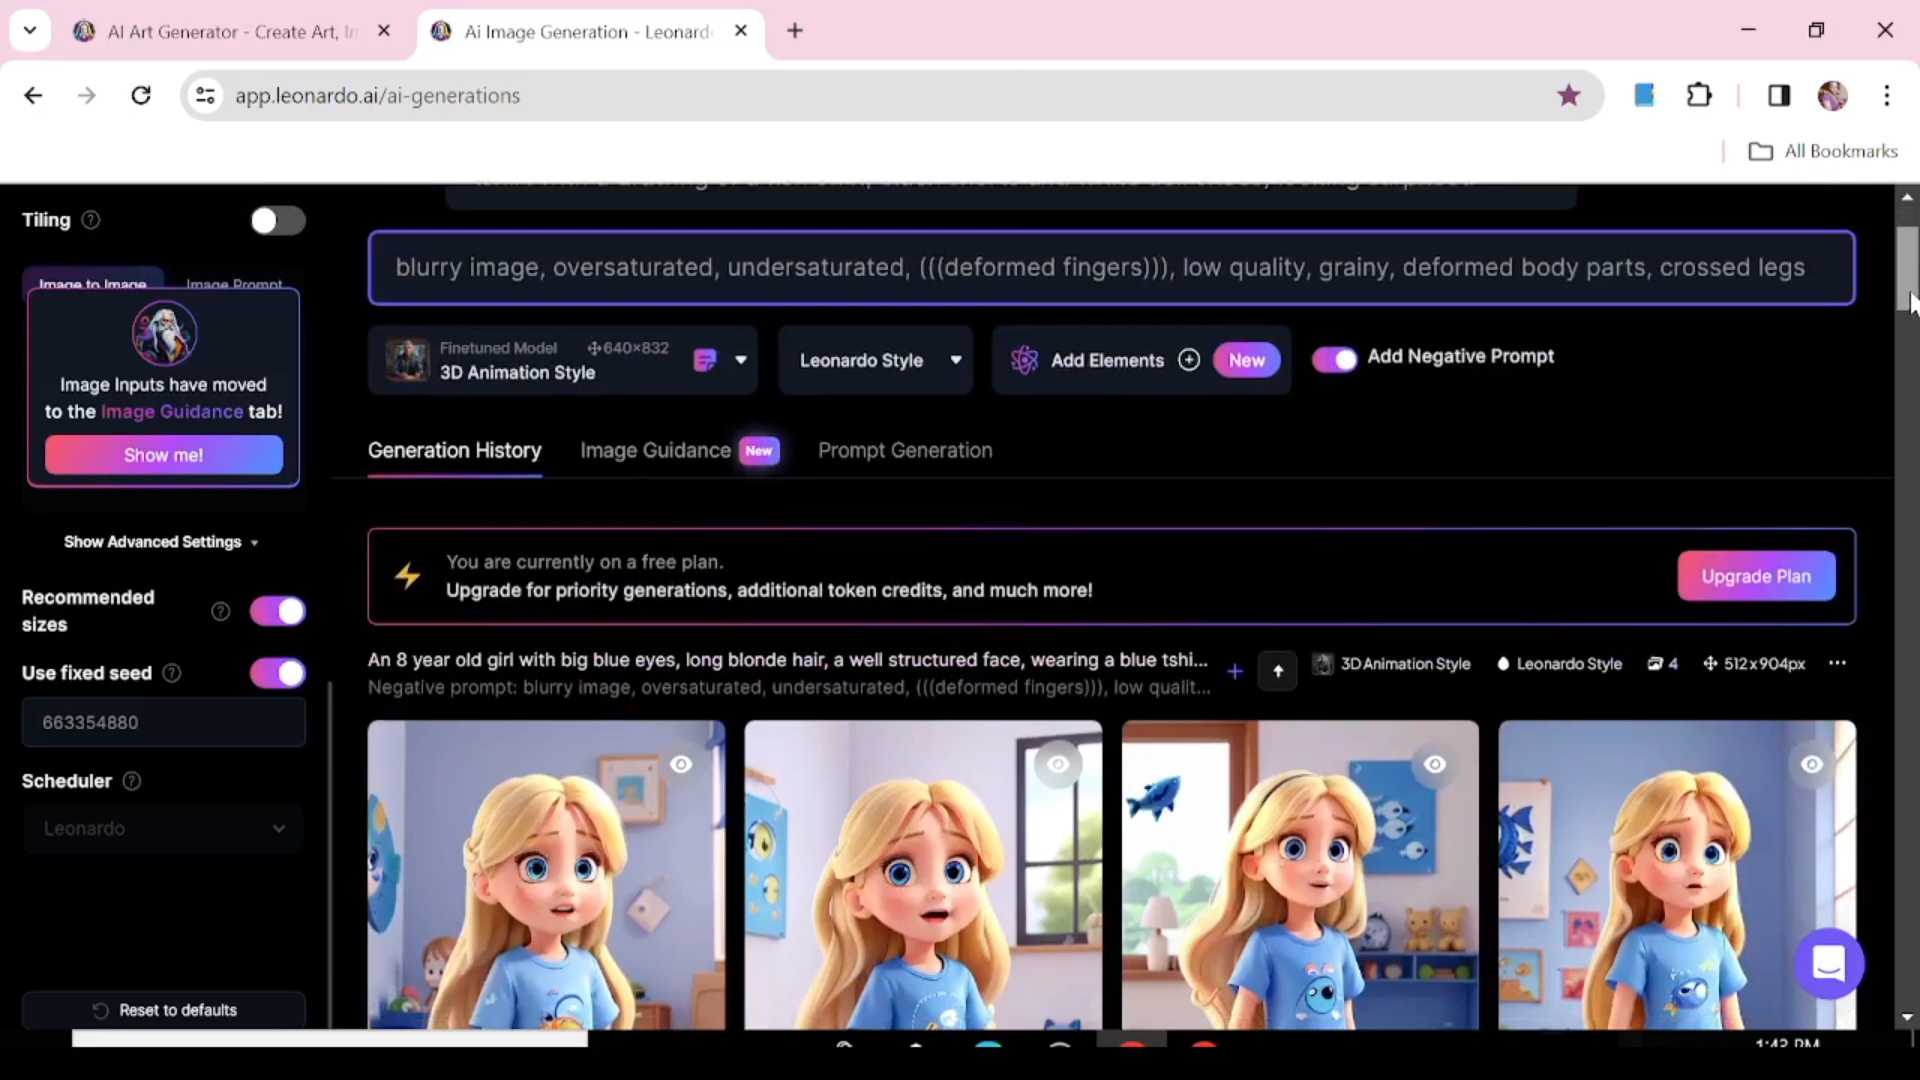 AI Art Generator - Create Art, In
Ai Image Generation - Leonard
app.leonardo.ai/ai-generations
All Bookmarks
Tiling
Image to Image Image Prompt
Image Inputs have moved
to the Image Guidance tab!
Show me!
Show Advanced Settings
Recommended
sizes
Use fixed seed
663354880
Scheduler
Leonardo
Reset to defaults
blurry image, oversaturated, undersaturated, (((deformed fingers))), low quality, grainy, deformed body parts, crossed legs
Finetuned Model 640×832
3D Animation Style
Leonardo Style
Add Elements New
Add Negative Prompt
Generation History Image Guidance New Prompt Generation
You are currently on a free plan.
Upgrade for priority generations, additional token credits, and much more!
Upgrade Plan
An 8 year old girl with big blue eyes, long blonde hair, a well structured face, wearing a blue tshi...
Negative prompt: blurry image, oversaturated, undersaturated, (((deformed fingers))), low qualit...
3D Animation Style Leonardo Style 4 512x904px
1:43 PM